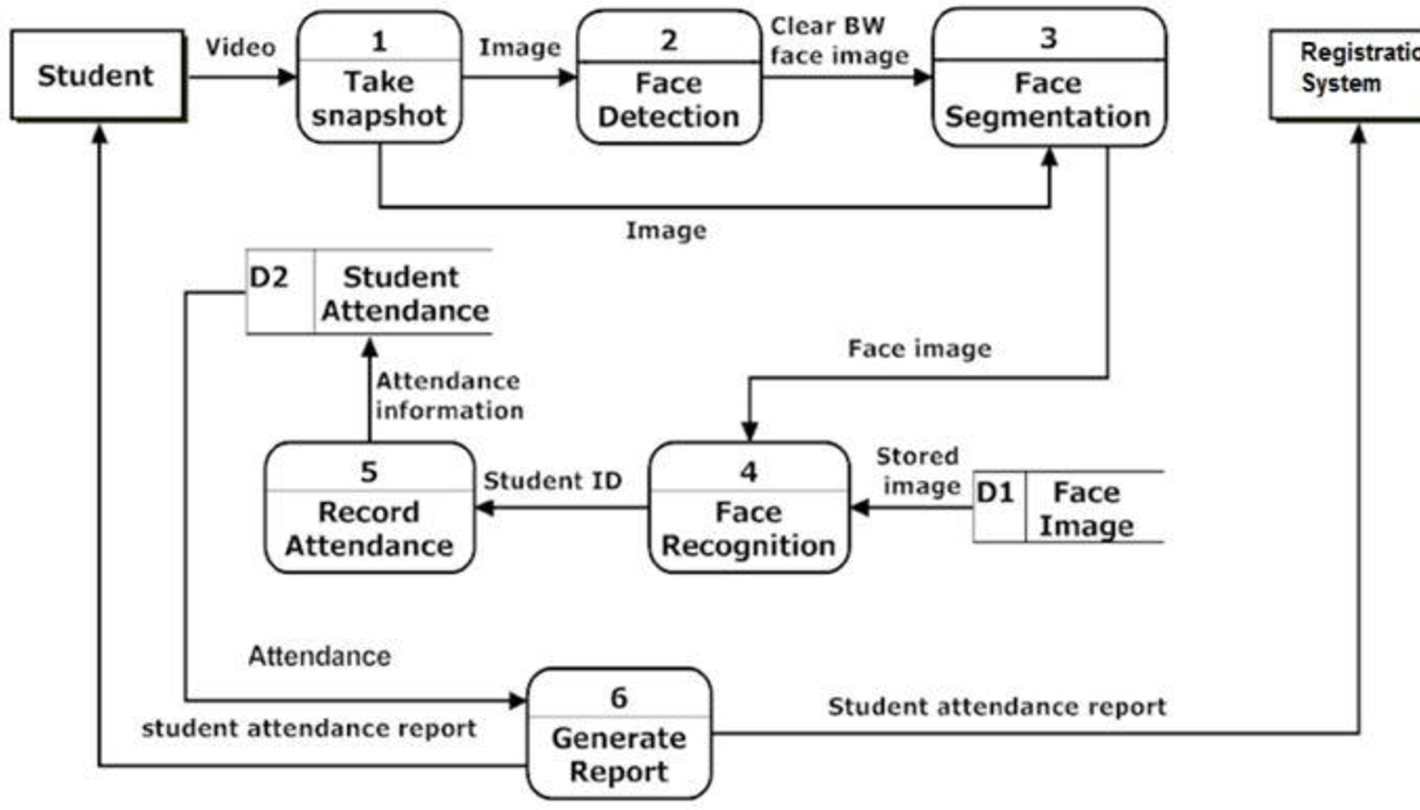 Student
Video
1
Take
snapshot
Image
2
Face
Detection
Clear BW
face image
3
Face
Segmentation
System
Image
D2
Student
Attendance
Face image
Attendance
information
5
Record
Attendance
Student ID
4
Face
Recognition
Stored
image
D1
Face
Image
Attendance
student attendance report
6
Generate
Report
Student attendance report